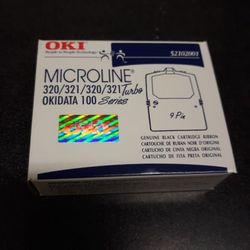 OKI
People to People Technology
52102001
MICROLINE®
320/321/320/321 Turbo
OKIDATA 100 Series
9 Pin
OKI
GENUINE BLACK CARTRIDGE RIBBON
CARTOUCHE DE RUBAN NOIR D'ORIGINE
CARTUCHO DE CINTA NEGRA ORIGINAL
CARTUCHO DE FITA PRETA ORIGINAL